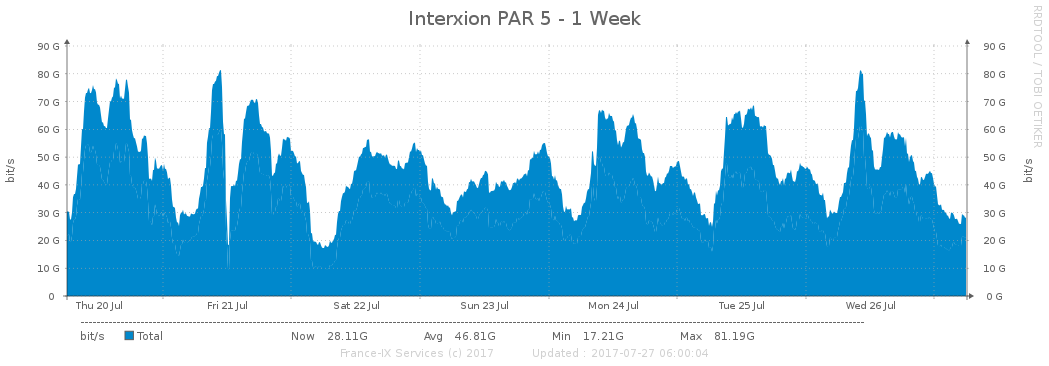 Interxion PAR 5 - 1 Week
RRDTOOL / TOBI OETIKER
bit/s
90 G 90 G
80 G 80 G
70 G 70 G
60 G 60 G
50 G 50 G
40 G 40 G
30 G 30 G
20 G 20 G
10 G 10 G
0 0 G
bit/s
Thu 20 Jul Fri 21 Jul Sat 22 Jul Sun 23 Jul Mon 24 Jul Tue 25 Jul Wed 26 Jul
bit/s Total Now 28.11G Avg 46.81G Min 17.21G Max 81.19G
France-IX Services (c) 2017 Updated : 2017-07-27 06:00:04